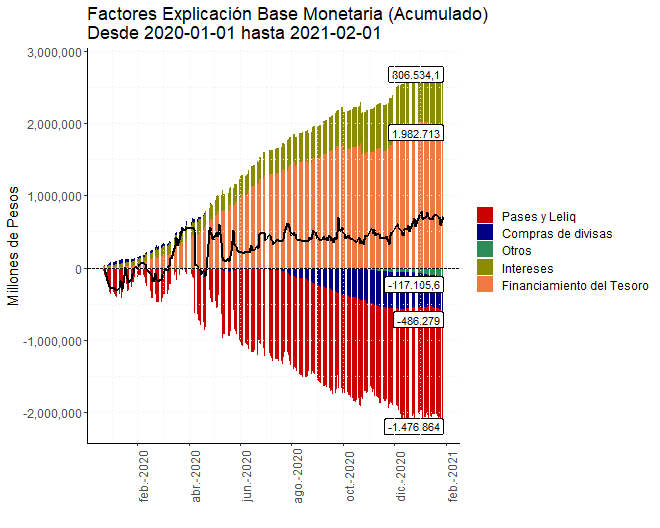 Factores Explicación Base Monetaria (Acumulado)
Desde 2020-01-01 hasta 2021-02-01
Millones de Pesos
3,000,000
2,000,000
1,000,000
0
-1,000,000
-2,000,000
806.534,1
1.982.713
-117.105,6
-486.279
-1.476.864
feb.-2020
abr.-2020
jun.-2020
ago.-2020
oct.-2020
dic.-2020
feb.-2021
Pases y Leliq
Compras de divisas
Otros
Intereses
Financiamiento del Tesoro